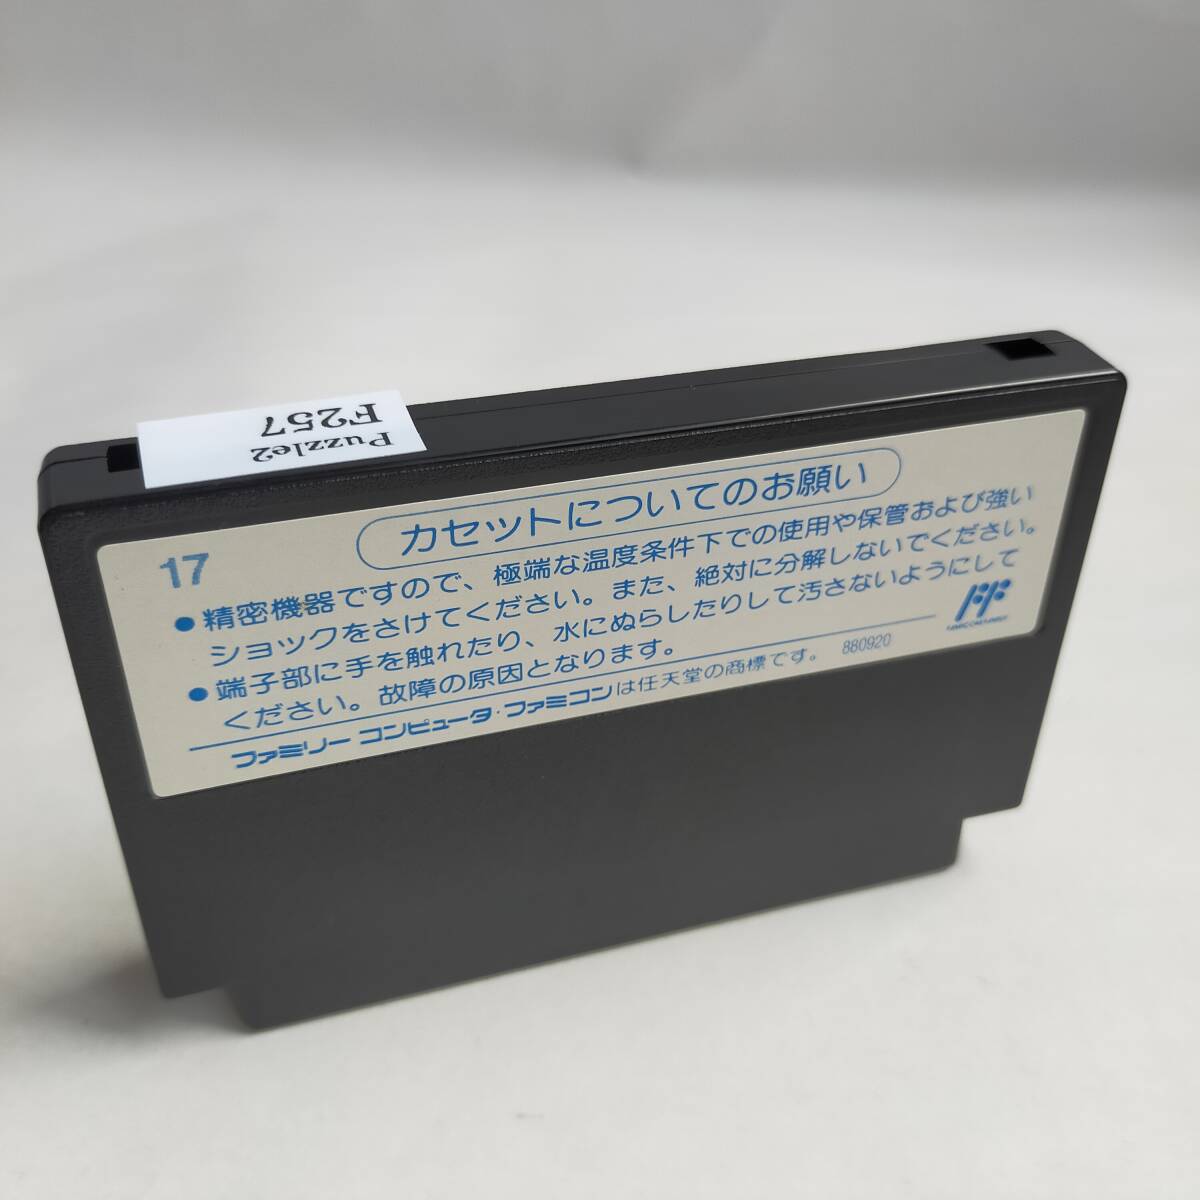 Puzzle2
F257
カセットについてのお願い
17
●精密機器ですので、極端な温度条件下での使用や保管および強い
ショックをさけてください。また、絶対に分解しないでください。
●端子部に手を触れたり、水にぬらしたりして汚さないようにして
ください。故障の原因となります。
ファミリーコンピュータ・ファミコンは任天堂の商標です。 880920